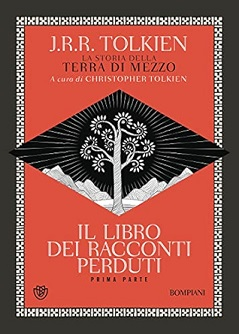 J.R.R. TOLKIEN
LA STORIA DELLA
TERRA DI MEZZO
A cura di CHRISTOPHER TOLKIEN
IL LIBRO
DEI RACCONTI
PERDUTI
PRIMA PARTE
BOMPIANI